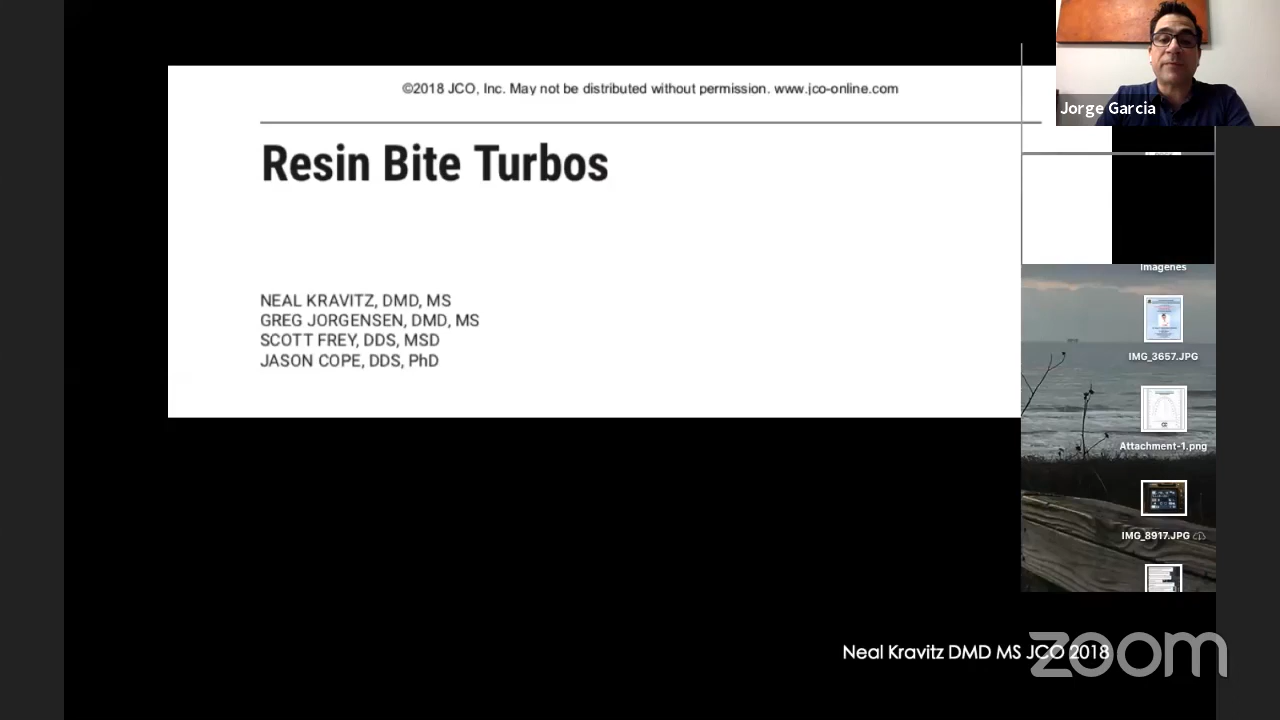 ©2018 JCO, Inc. May not be distributed without permission. www.jco-online.com
Resin Bite Turbos
NEAL KRAVITZ, DMD, MS
GREG JORGENSEN, DMD, MS
SCOTT FREY, DDS, MSD
JASON COPE, DDS, PhD
Jorge Garcia
Imagenes
IMG_3657.JPG
Attachment-1.png
IMG_8917.JPG
Neal Kravitz DMD MS JCO 2018
zoom